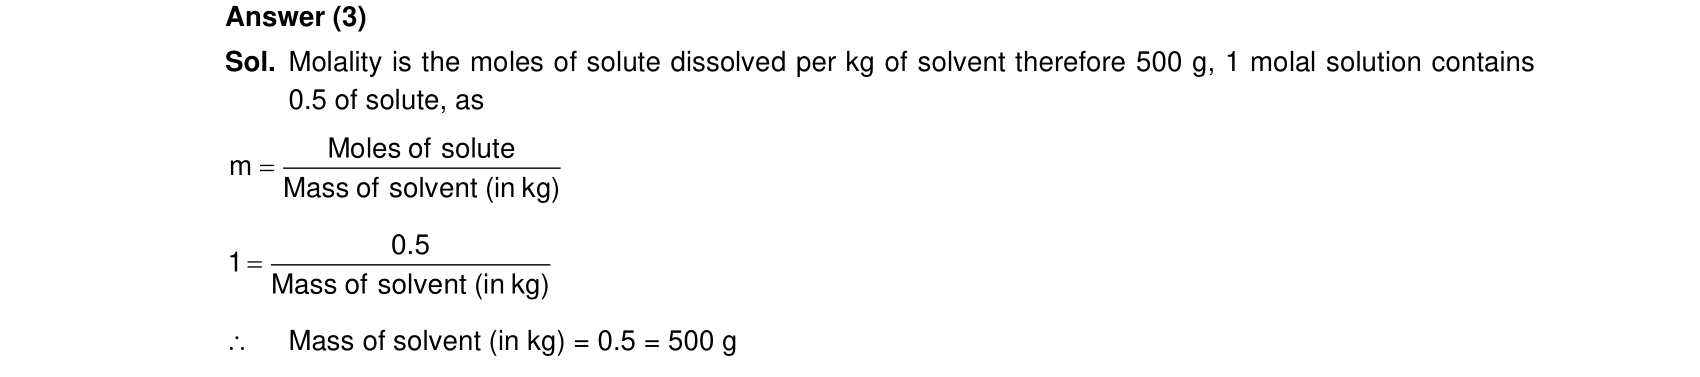 Answer (3)
Sol. Molality is the moles of solute dissolved per kg of solvent therefore 500 g, 1 molal solution contains
0.5 of solute, as
m = Moles of solute
Mass of solvent (in kg)
1 = 0.5
Mass of solvent (in kg)
∴ Mass of solvent (in kg) = 0.5 = 500 g